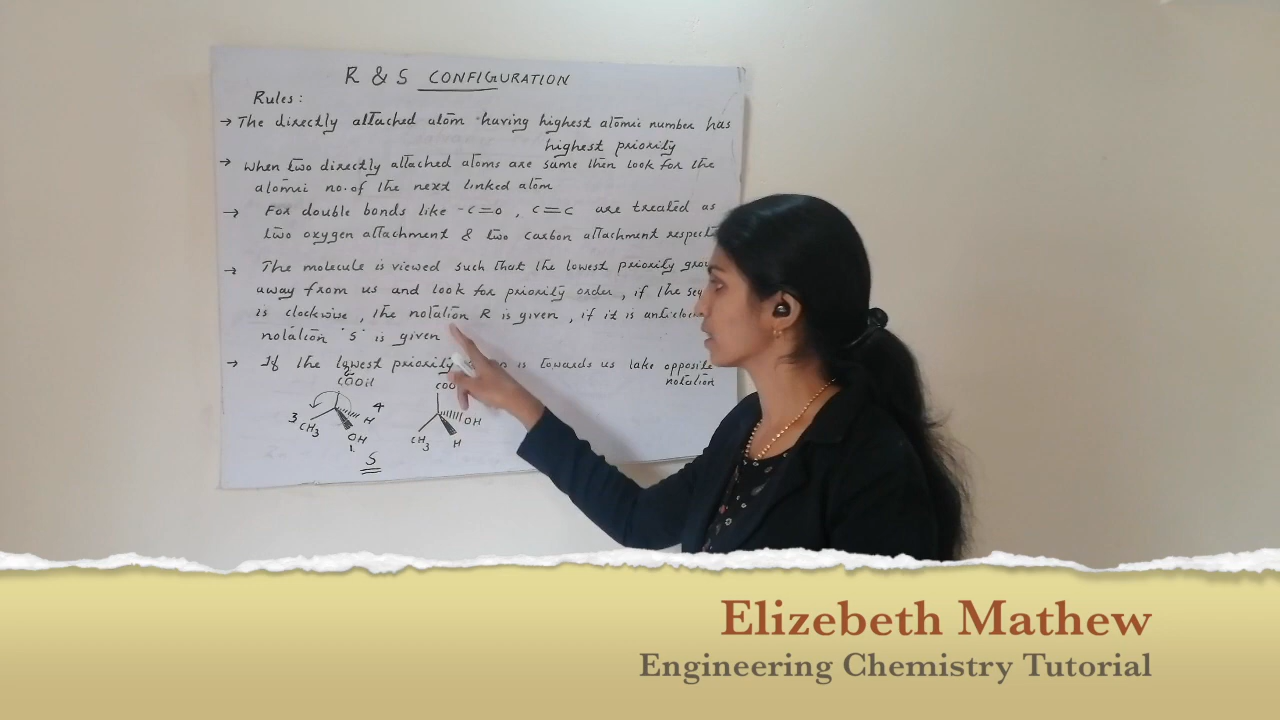 R & S CONFIGURATION
Rules :
→ The directly attached atom having highest atomic number has
highest priority
→ When two directly attached atoms are same then look for the
atomic no. of the next linked atom
→ For double bonds like -C=O , C=C are treated as
two oxygen attachment & two carbon attachment
→ The molecule is viewed such that the lowest priority
away from us and look for priority order , if the
is clockwise , the notation R is given , if it is
notation 'S' is given
→ If the lowest priority is towards us take opposite
notation
2
COOH
3 CH3 H 4
OH
1
S
OH
CH3 H
Elizebeth Mathew
Engineering Chemistry Tutorial